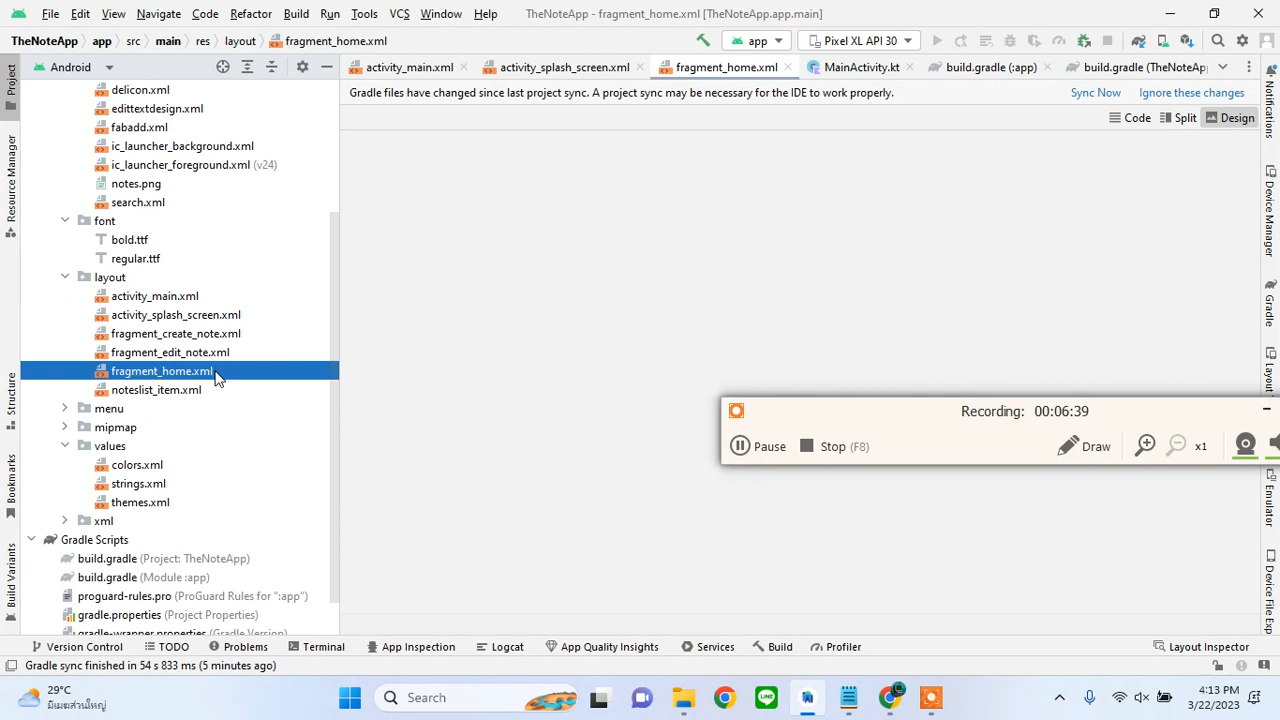 File Edit View Navigate Code Refactor Build Run Tools VCS Window Help TheNoteApp - fragment_home.xml [TheNoteApp.app.main]
TheNoteApp app src main res layout fragment_home.xml app Pixel XL API 30
Project
Android
activity_main.xml activity_splash_screen.xml fragment_home.xml MainActivity.kt build.gradle (:app) build.gradle (TheNoteApp
Gradle files have changed since last project sync. A project sync may be necessary for the IDE to work properly. Sync Now Ignore these changes
Code Split Design
delicon.xml
edittextdesign.xml
fabadd.xml
ic_launcher_background.xml
ic_launcher_foreground.xml (v24)
notes.png
search.xml
font
bold.ttf
regular.ttf
layout
activity_main.xml
activity_splash_screen.xml
fragment_create_note.xml
fragment_edit_note.xml
fragment_home.xml
noteslist_item.xml
menu
mipmap
values
colors.xml
strings.xml
themes.xml
xml
Gradle Scripts
build.gradle (Project: TheNoteApp)
build.gradle (Module :app)
proguard-rules.pro (ProGuard Rules for ":app")
gradle.properties (Project Properties)
gradle-wrapper.properties (Gradle Version)
Resource Manager
Structure
Bookmarks
Build Variants
Notifications
Device Manager
Gradle
Emulator
Device File Ex
Recording: 00:06:39
Pause Stop (F8) Draw x1
Version Control TODO Problems Terminal App Inspection Logcat App Quality Insights Services Build Profiler Layout Inspector
Gradle sync finished in 54 s 833 ms (5 minutes ago)
29°C
มีเมฆส่วนใหญ่
Search
LINE
4:13 PM
3/22/2023